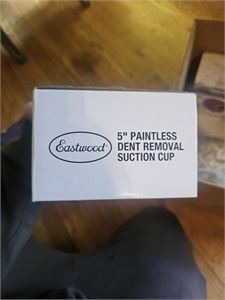 Eastwood
5" PAINTLESS
DENT REMOVAL
SUCTION CUP